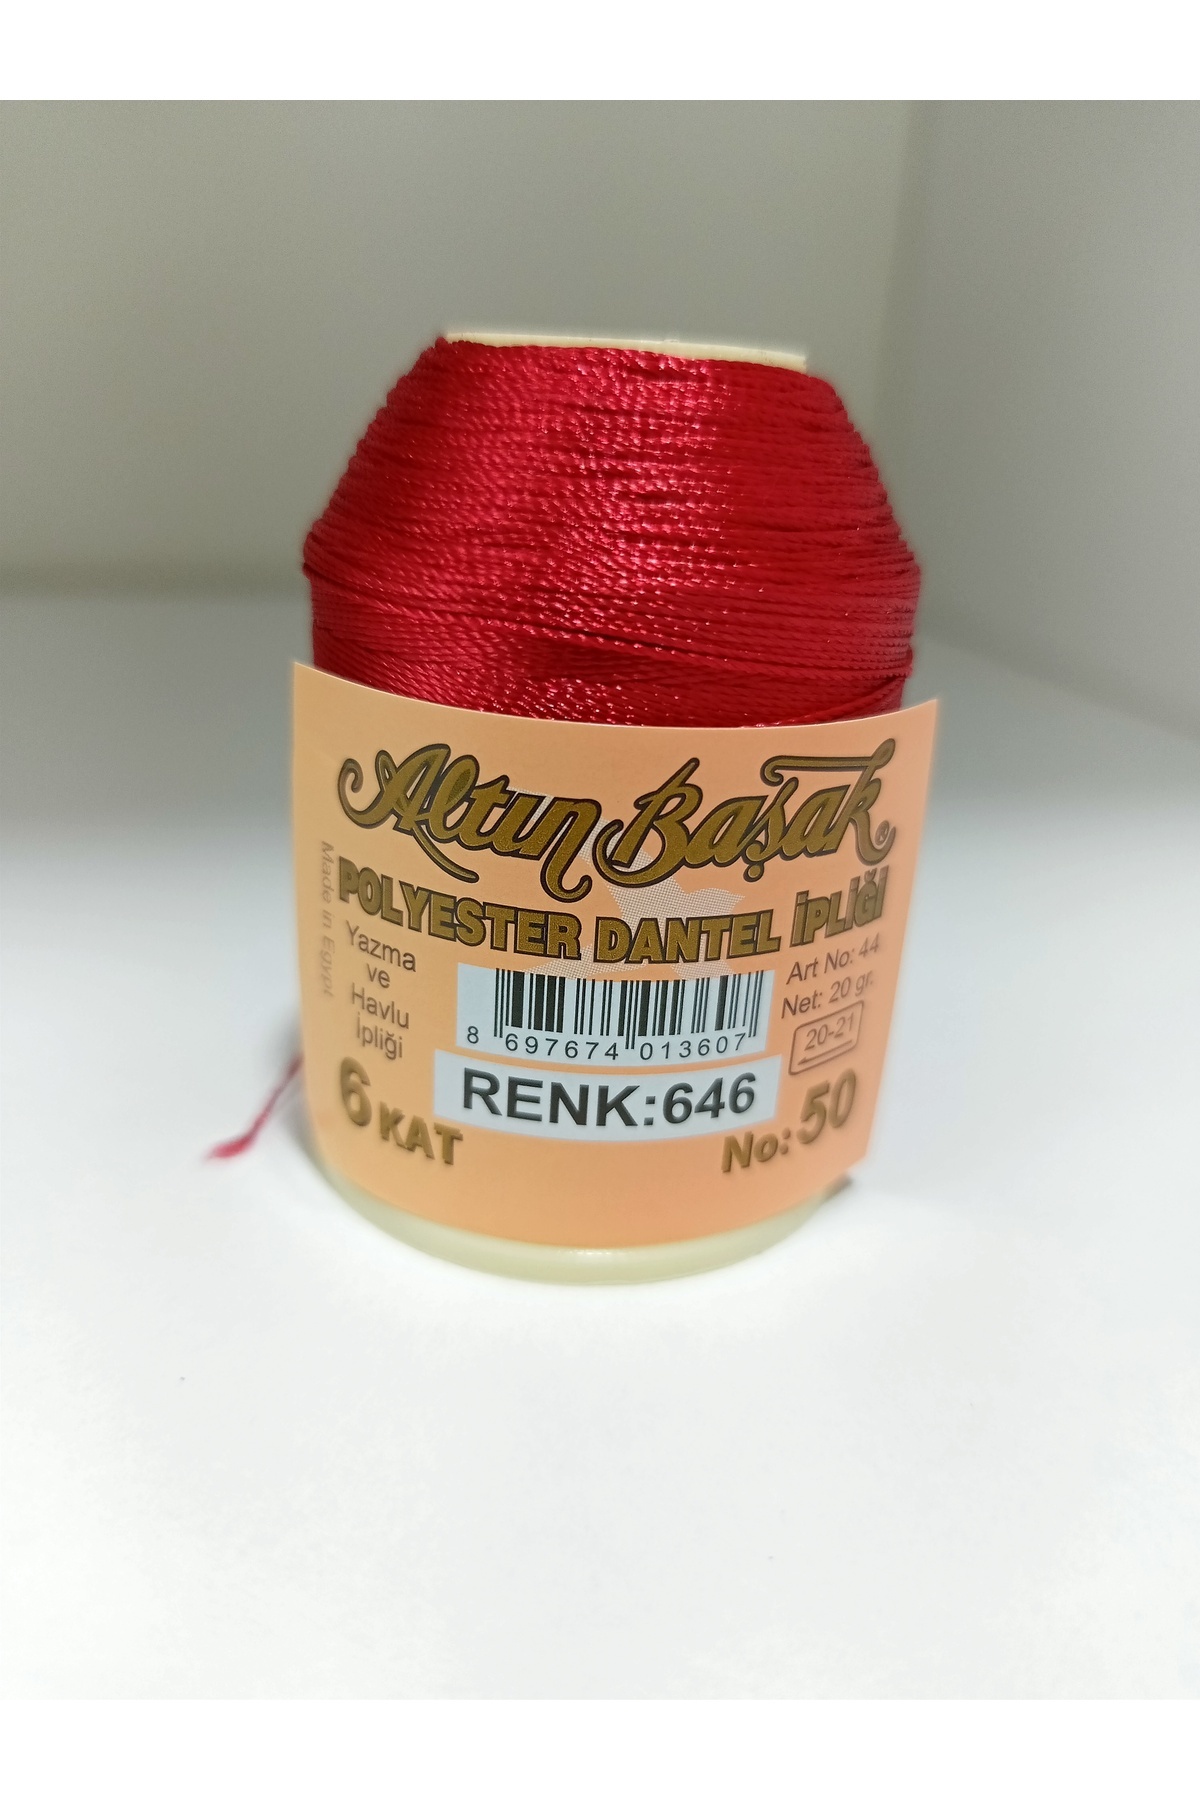 Altın Başak ®
POLYESTER DANTEL İPLİĞİ
Made in Egypt
Yazma
ve
Havlu
İpliği
Art No: 44
Net: 20 gr.
20-21
8 697674 013607
RENK:646
6 KAT
No: 50